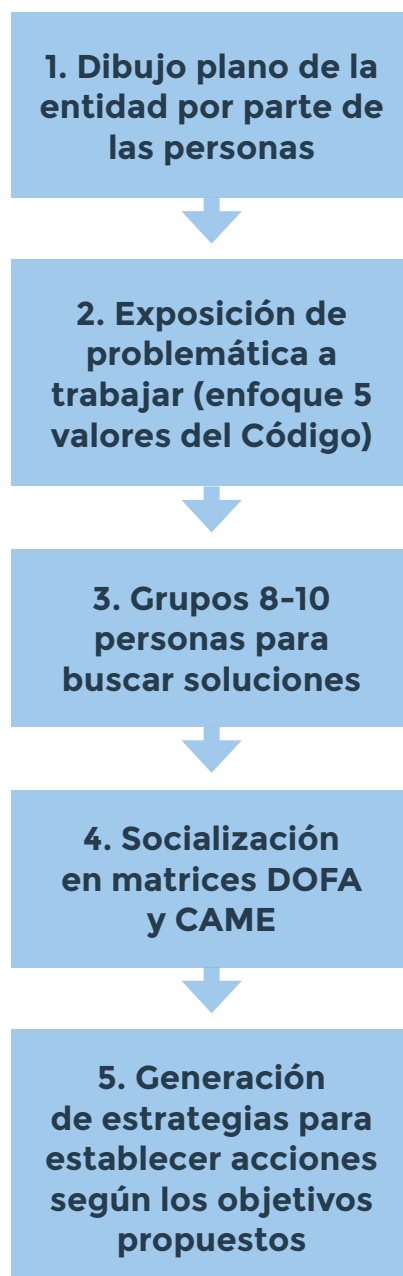 1. Dibujo plano de la
entidad por parte de
las personas
2. Exposición de
problemática a
trabajar (enfoque 5
valores del Código)
3. Grupos 8-10
personas para
buscar soluciones
4. Socialización
en matrices DOFA
y CAME
5. Generación
de estrategias para
establecer acciones
según los objetivos
propuestos